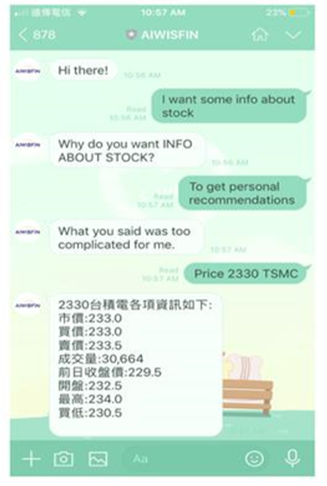 遠傳電信
10:57 AM
23%
878
AIWISFIN
AIWISFIN
Hi there!
10:56 AM
I want some info about
stock
Read
10:56 AM
AIWISFIN
Why do you want INFO
ABOUT STOCK?
10:56 AM
To get personal
recommendations
Read
10:57 AM
AIWISFIN
What you said was too
complicated for me.
10:57 AM
Price 2330 TSMC
Read
10:57 AM
AIWISFIN
2330台積電各項資訊如下:
市價:233.0
買價:233.0
賣價:233.5
成交量:30,664
前日收盤價:229.5
開盤:232.5
最高:234.0
買低:230.5
Aa